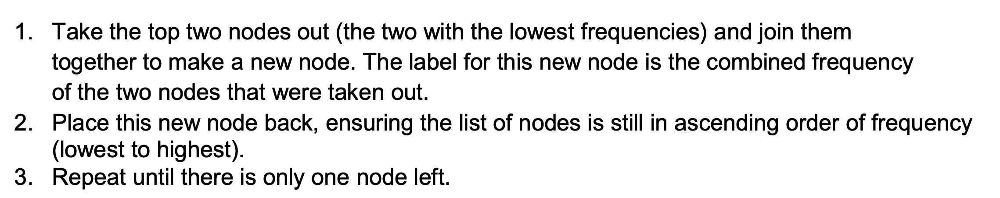 1. Take the top two nodes out (the two with the lowest frequencies) and join them
together to make a new node. The label for this new node is the combined frequency
of the two nodes that were taken out.
2. Place this new node back, ensuring the list of nodes is still in ascending order of frequency
(lowest to highest).
3. Repeat until there is only one node left.